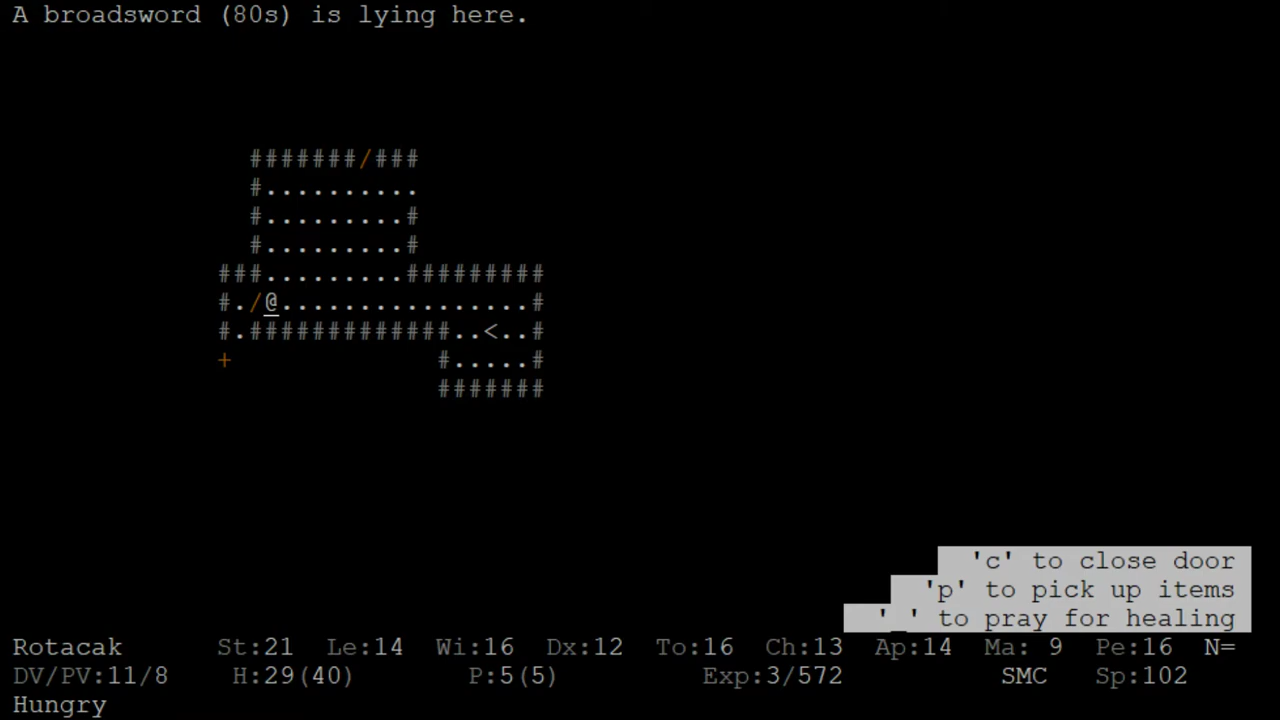 A broadsword (80s) is lying here.
#######/###
#..........
#.........#
#.........#
###.........#########
#./@................#
#.#############..<..#
+ #.....#
#######
'c' to close door
'p' to pick up items
'_' to pray for healing
Rotacak St:21 Le:14 Wi:16 Dx:12 To:16 Ch:13 Ap:14 Ma: 9 Pe:16 N=
DV/PV:11/8 H:29(40) P:5(5) Exp:3/572 SMC Sp:102
Hungry